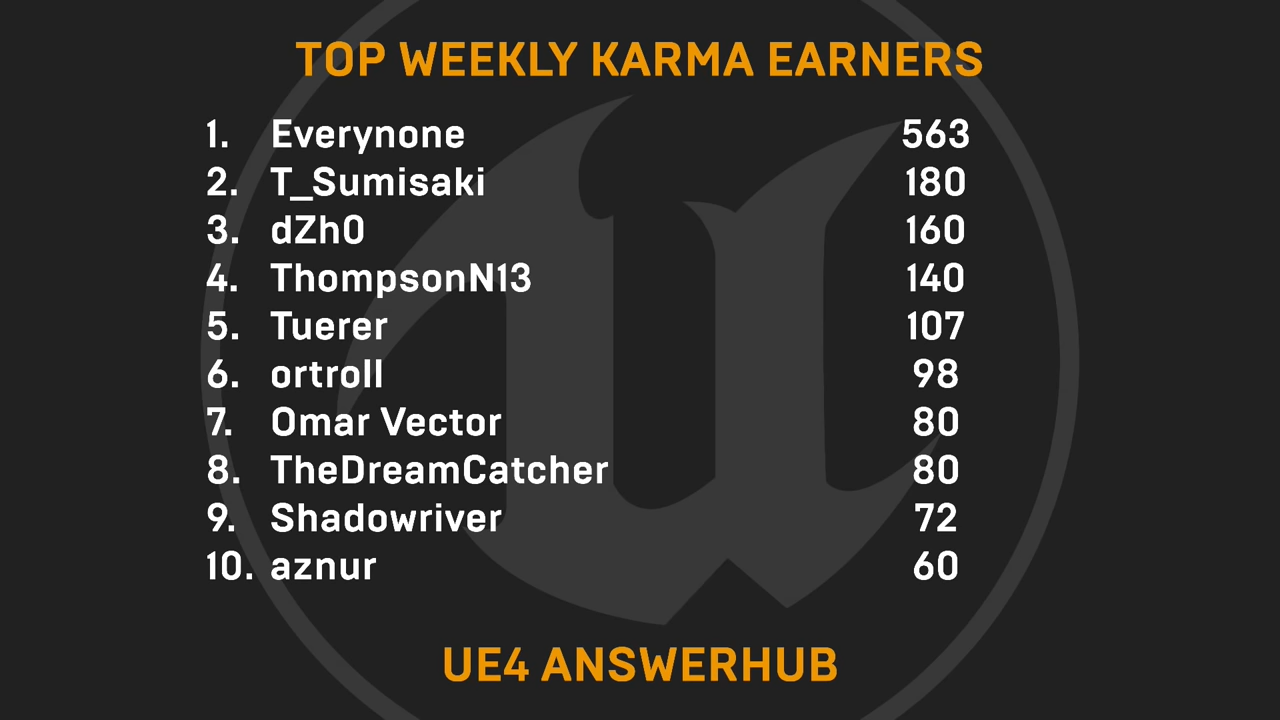 TOP WEEKLY KARMA EARNERS
1. Everynone 563
2. T_Sumisaki 180
3. dZh0 160
4. ThompsonN13 140
5. Tuerer 107
6. ortroll 98
7. Omar Vector 80
8. TheDreamCatcher 80
9. Shadowriver 72
10. aznur 60
UE4 ANSWERHUB